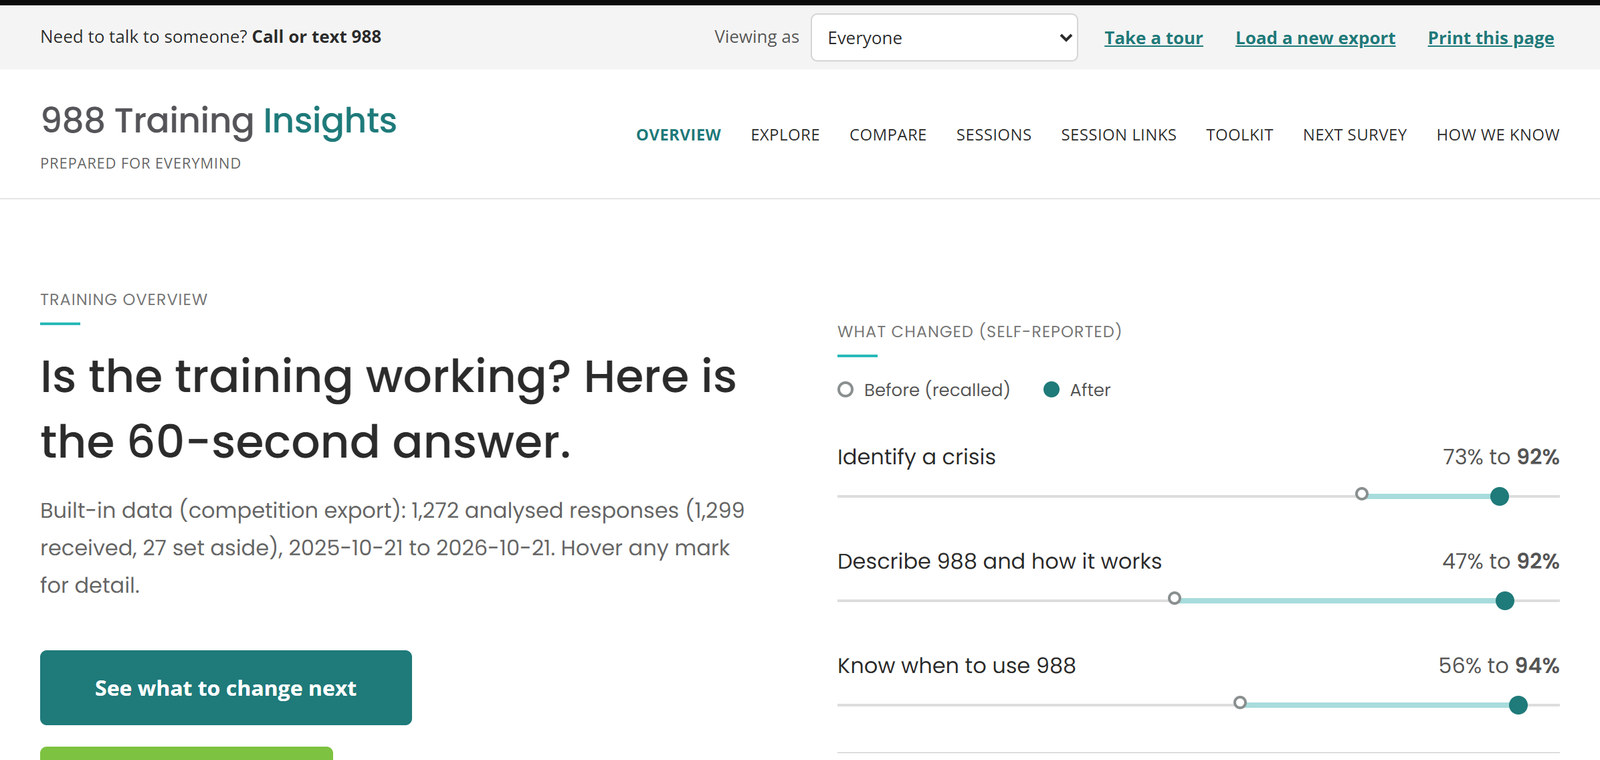 Need to talk to someone? Call or text 988
Viewing as
Everyone
Take a tour
Load a new export
Print this page
988 Training Insights
PREPARED FOR EVERYMIND
OVERVIEW
EXPLORE
COMPARE
SESSIONS
SESSION LINKS
TOOLKIT
NEXT SURVEY
HOW WE KNOW
TRAINING OVERVIEW
Is the training working? Here is
the 60-second answer.
Built-in data (competition export): 1,272 analysed responses (1,299
received, 27 set aside), 2025-10-21 to 2026-10-21. Hover any mark
for detail.
See what to change next
WHAT CHANGED (SELF-REPORTED)
Before (recalled)
After
Identify a crisis
73% to 92%
Describe 988 and how it works
47% to 92%
Know when to use 988
56% to 94%